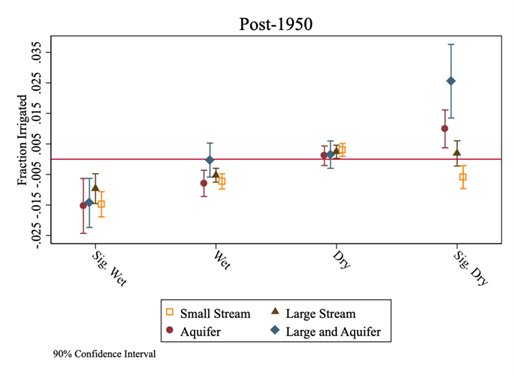 Post-1950
Fraction Irrigated
.035
.025
.015
.005
-.005
-.015
-.025
Sig. Wet
Wet
Dry
Sig. Dry
Small Stream
Large Stream
Aquifer
Large and Aquifer
90% Confidence Interval